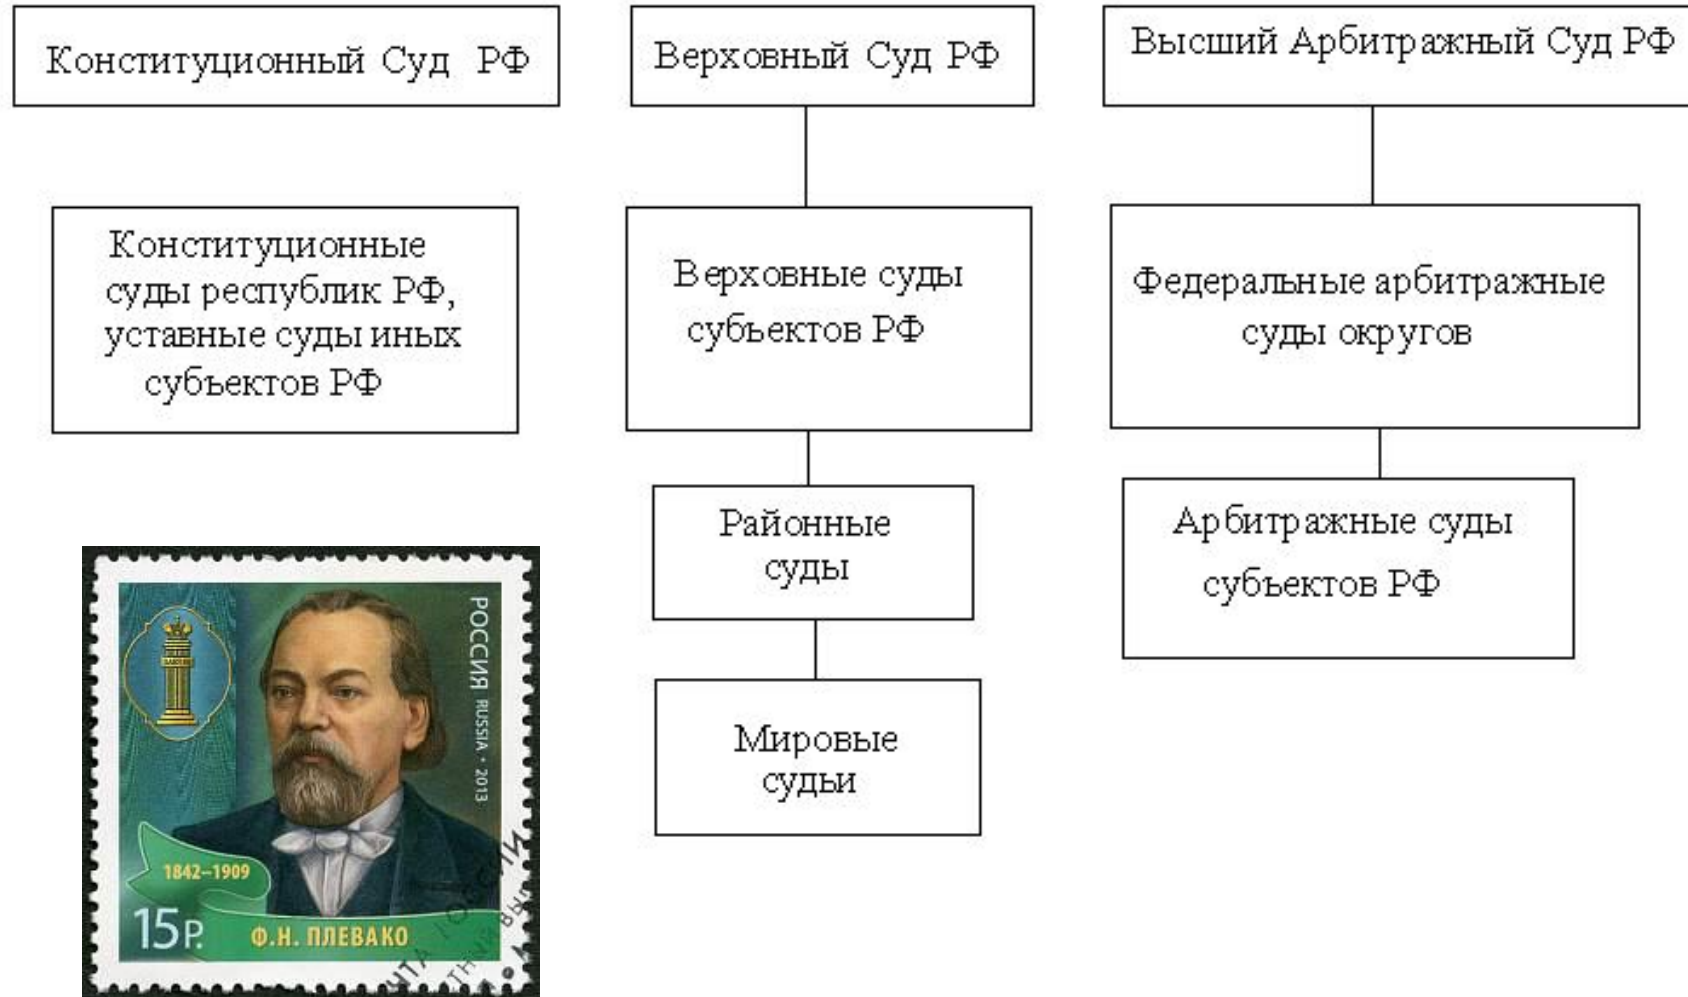 Конституционный Суд РФ
Верховный Суд РФ
Высший Арбитражный Суд РФ
Конституционные
суды республик РФ,
уставные суды иных
субъектов РФ
Верховные суды
субъектов РФ
Федеральные арбитражные
суды округов
Районные
суды
Арбитражные суды
субъектов РФ
Мировые
судьи
РОССИЯ RUSSIA • 2013
1842–1909
15Р.
Ф.Н. ПЛЕВАКО